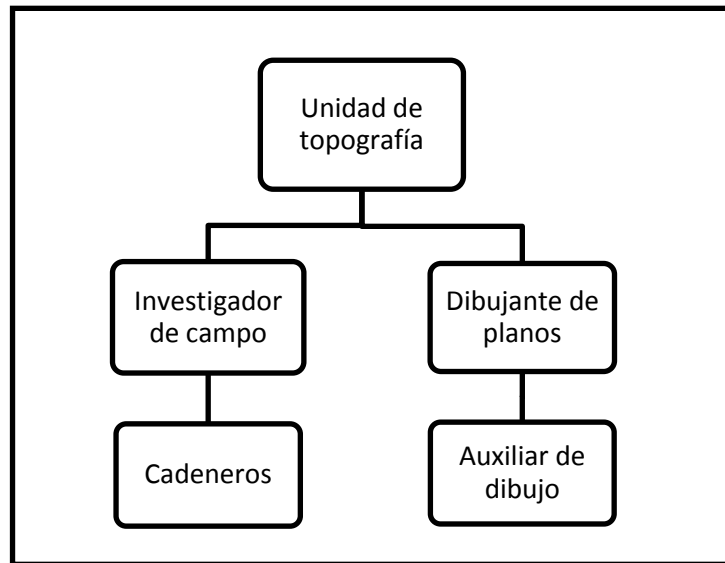 Unidad de
topografía
Investigador
de campo
Dibujante de
planos
Cadeneros
Auxiliar de
dibujo